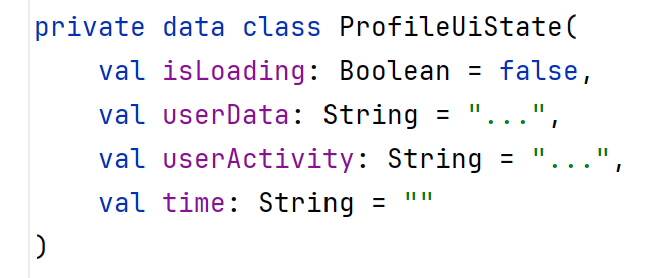 private data class ProfileUiState(
    val isLoading: Boolean = false,
    val userData: String = "...",
    val userActivity: String = "...",
    val time: String = ""
)